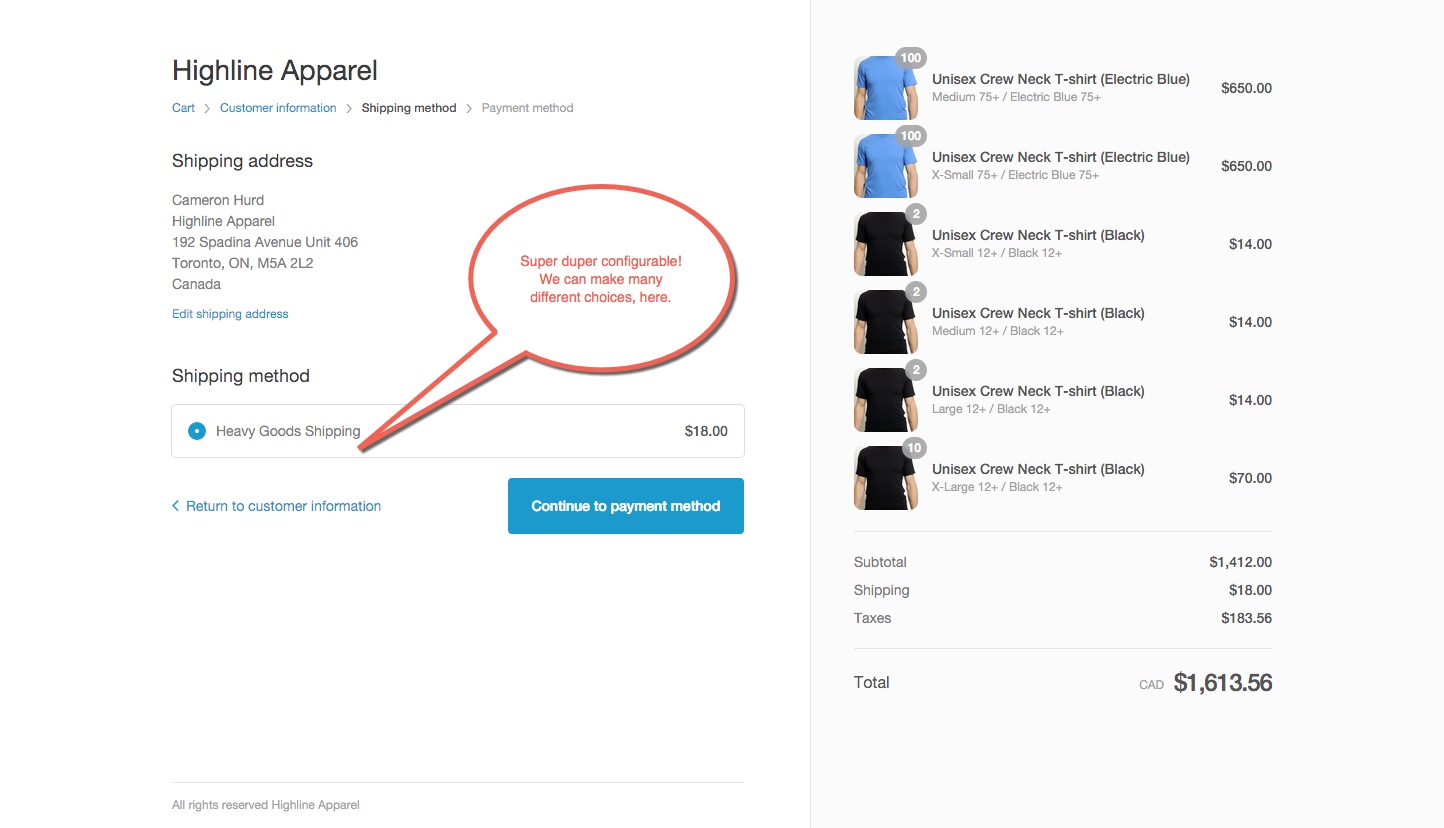 Highline Apparel
Cart > Customer information > Shipping method > Payment method
Shipping address
Cameron Hurd
Highline Apparel
192 Spadina Avenue Unit 406
Toronto, ON, M5A 2L2
Canada
Edit shipping address
Super duper configurable!
We can make many
different choices, here.
Shipping method
Heavy Goods Shipping $18.00
< Return to customer information
Continue to payment method
All rights reserved Highline Apparel
100
Unisex Crew Neck T-shirt (Electric Blue) $650.00
Medium 75+ / Electric Blue 75+
100
Unisex Crew Neck T-shirt (Electric Blue) $650.00
X-Small 75+ / Electric Blue 75+
2
Unisex Crew Neck T-shirt (Black) $14.00
X-Small 12+ / Black 12+
2
Unisex Crew Neck T-shirt (Black) $14.00
Medium 12+ / Black 12+
2
Unisex Crew Neck T-shirt (Black) $14.00
Large 12+ / Black 12+
10
Unisex Crew Neck T-shirt (Black) $70.00
X-Large 12+ / Black 12+
Subtotal $1,412.00
Shipping $18.00
Taxes $183.56
Total CAD $1,613.56